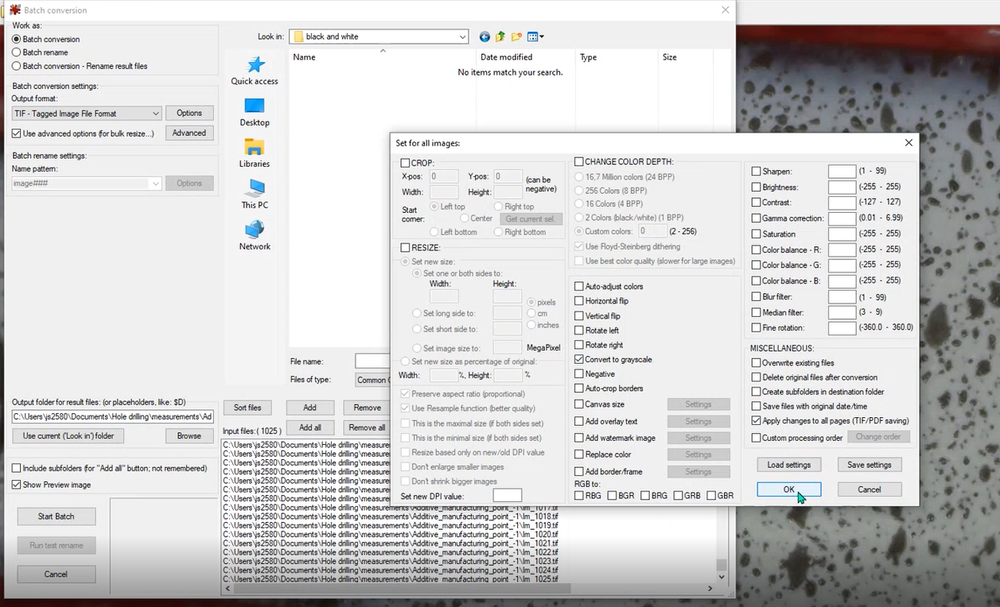 Batch conversion
Work as:
Batch conversion
Batch rename
Batch conversion - Rename result files
Batch conversion settings:
Output format:
TIF - Tagged Image File Format
Options
Use advanced options (for bulk resize...)
Advanced
Batch rename settings:
Name pattern:
image###
Options
Output folder for result files: (or placeholders, like: $D)
C:\Users\js2580\Documents\Hole drilling\measurements\Ad
Use current ('Look in') folder
Browse
Include subfolders (for "Add all" button; not remembered)
Show Preview image
Start Batch
Run test rename
Cancel
Look in:
black and white
Quick access
Desktop
Libraries
This PC
Network
Name
Date modified
Type
Size
No items match your search.
File name:
Files of type:
Common G
Sort files
Add
Remove
Input files: ( 1025 )
Add all
Remove all
C:\Users\js2580\Documents\Hole drilling\measure
C:\Users\js2580\Documents\Hole drilling\measure
C:\Users\js2580\Documents\Hole drilling\measure
C:\Users\js2580\Documents\Hole drilling\measure
C:\Users\js2580\Documents\Hole drilling\measure
C:\Users\js2580\Documents\Hole drilling\measure
C:\Users\js2580\Documents\Hole drilling\measure
C:\Users\js2580\Documents\Hole drilling\measurements\Additive_manufacturing_point_-1\Im_1017.tif
C:\Users\js2580\Documents\Hole drilling\measurements\Additive_manufacturing_point_-1\Im_1018.tif
C:\Users\js2580\Documents\Hole drilling\measurements\Additive_manufacturing_point_-1\Im_1019.tif
C:\Users\js2580\Documents\Hole drilling\measurements\Additive_manufacturing_point_-1\Im_1020.tif
C:\Users\js2580\Documents\Hole drilling\measurements\Additive_manufacturing_point_-1\Im_1021.tif
C:\Users\js2580\Documents\Hole drilling\measurements\Additive_manufacturing_point_-1\Im_1022.tif
C:\Users\js2580\Documents\Hole drilling\measurements\Additive_manufacturing_point_-1\Im_1023.tif
C:\Users\js2580\Documents\Hole drilling\measurements\Additive_manufacturing_point_-1\Im_1024.tif
C:\Users\js2580\Documents\Hole drilling\measurements\Additive_manufacturing_point_-1\Im_1025.tif
Set for all images:
CROP:
X-pos: 0 Y-pos: 0 (can be negative)
Width: Height:
Start corner:
Left top
Right top
Center
Get current sel.
Left bottom
Right bottom
RESIZE:
Set new size:
Set one or both sides to:
Width: Height:
pixels
cm
inches
Set long side to:
Set short side to:
Set image size to: MegaPixel
Set new size as percentage of original:
Width: %, Height: %
Preserve aspect ratio (proportional)
Use Resample function (better quality)
This is the maximal size (if both sides set)
This is the minimal size (if both sides set)
Resize based only on new/old DPI value
Don't enlarge smaller images
Don't shrink bigger images
Set new DPI value:
CHANGE COLOR DEPTH:
16,7 Million colors (24 BPP)
256 Colors (8 BPP)
16 Colors (4 BPP)
2 Colors (black/white) (1 BPP)
Custom colors: 0 (2 - 256)
Use Floyd-Steinberg dithering
Use best color quality (slower for large images)
Auto-adjust colors
Horizontal flip
Vertical flip
Rotate left
Rotate right
Convert to grayscale
Negative
Auto-crop borders
Canvas size Settings
Add overlay text Settings
Add watermark image Settings
Replace color Settings
Add border/frame Settings
RGB to:
RBG BGR BRG GRB GBR
Sharpen: (1 - 99)
Brightness: (-255 - 255)
Contrast: (-127 - 127)
Gamma correction: (0.01 - 6.99)
Saturation (-255 - 255)
Color balance - R: (-255 - 255)
Color balance - G: (-255 - 255)
Color balance - B: (-255 - 255)
Blur filter: (1 - 99)
Median filter: (3 - 9)
Fine rotation: (-360.0 - 360.0)
MISCELLANEOUS:
Overwrite existing files
Delete original files after conversion
Create subfolders in destination folder
Save files with original date/time
Apply changes to all pages (TIF/PDF saving)
Custom processing order Change order
Load settings
Save settings
OK
Cancel